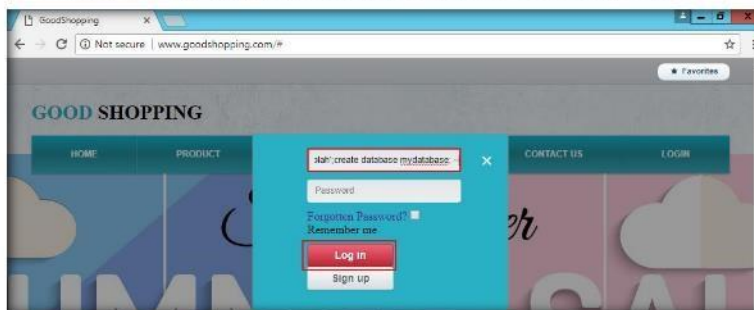 GoodShopping
Not secure | www.goodshopping.com/#
Favorites
GOOD SHOPPING
HOME PRODUCT CONTACT US LOGIN
blah';create database mydatabase; --
Password
Forgotten Password?
Remember me
Log in
Sign up